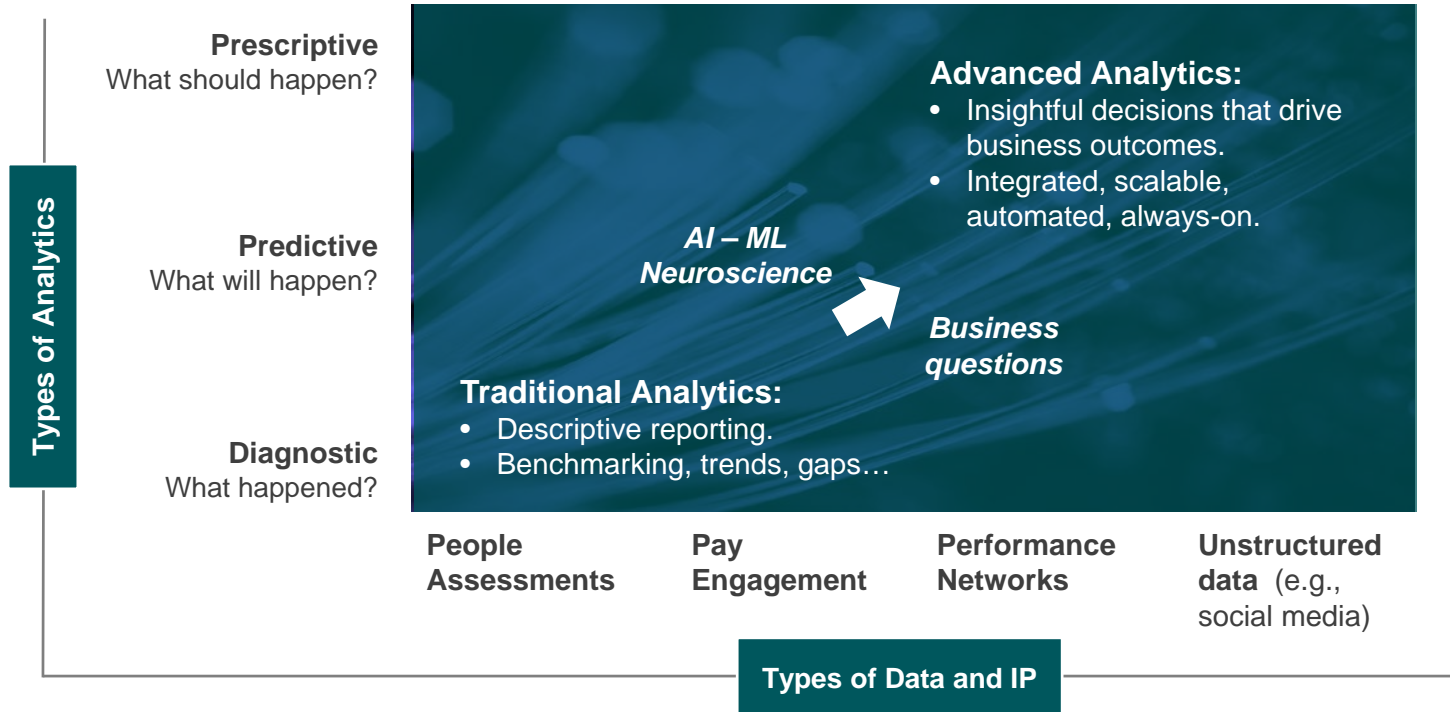 Prescriptive
What should happen?
Advanced Analytics:
• Insightful decisions that drive
business outcomes.
• Integrated, scalable,
automated, always-on.
Types of Analytics
Predictive
What will happen?
AI – ML
Neuroscience
Business
questions
Traditional Analytics:
• Descriptive reporting.
• Benchmarking, trends, gaps…
Diagnostic
What happened?
People
Assessments
Pay
Engagement
Performance
Networks
Unstructured
data (e.g.,
social media)
Types of Data and IP